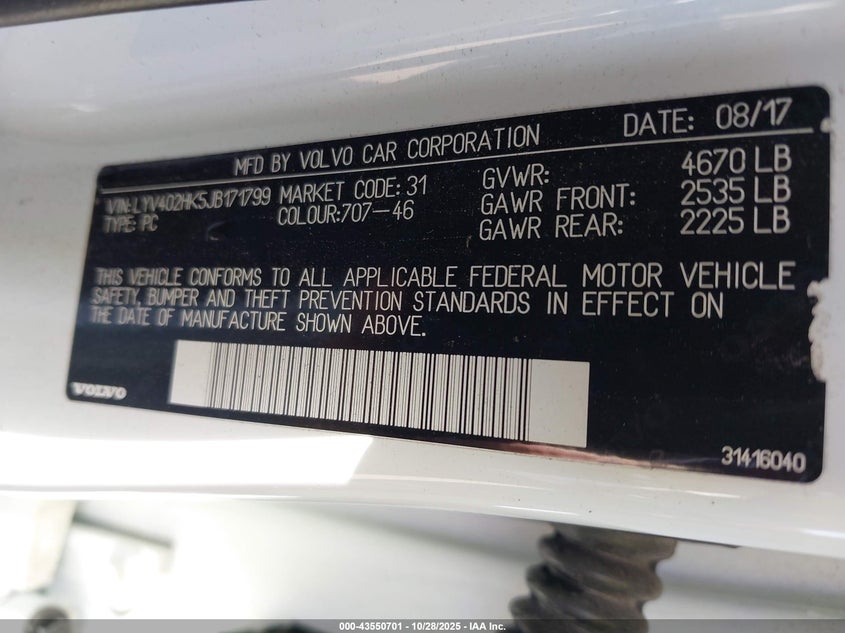 MFD BY VOLVO CAR CORPORATION DATE: 08/17
VIN:LYV402HK5JB171799 MARKET CODE: 31 GVWR: 4670 LB
TYPE: PC COLOUR:707-46 GAWR FRONT: 2535 LB
GAWR REAR: 2225 LB
THIS VEHICLE CONFORMS TO ALL APPLICABLE FEDERAL MOTOR VEHICLE
SAFETY, BUMPER AND THEFT PREVENTION STANDARDS IN EFFECT ON
THE DATE OF MANUFACTURE SHOWN ABOVE.
VOLVO
31416040
000-43550701 | 10/28/2025 - IAA Inc.